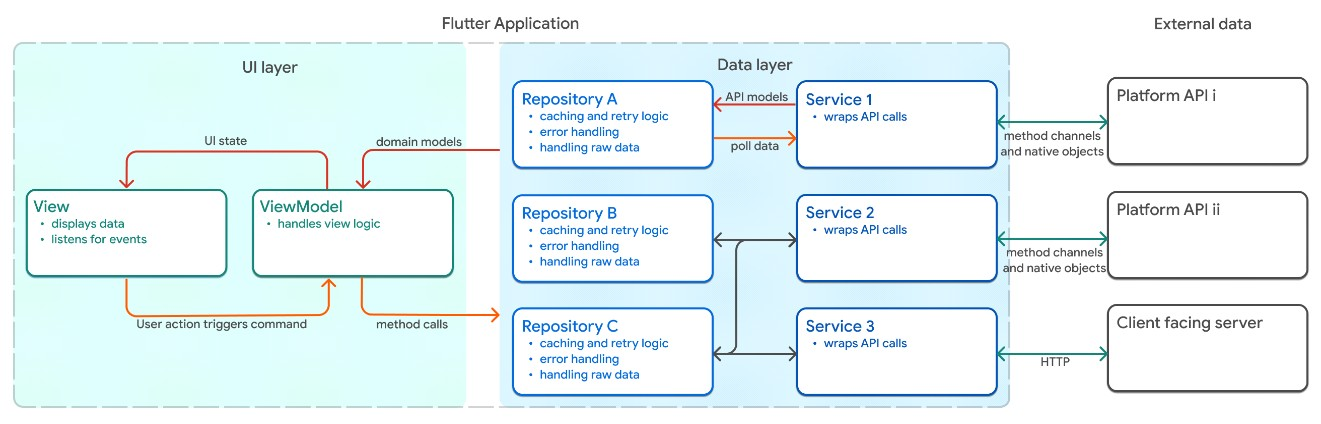 Flutter Application
External data
UI layer
Data layer
Repository A
• caching and retry logic
• error handling
• handling raw data
API models
poll data
Service 1
• wraps API calls
method channels
and native objects
Platform API i
UI state
domain models
View
• displays data
• listens for events
ViewModel
• handles view logic
User action triggers command
method calls
Repository B
• caching and retry logic
• error handling
• handling raw data
Service 2
• wraps API calls
method channels
and native objects
Platform API ii
Repository C
• caching and retry logic
• error handling
• handling raw data
Service 3
• wraps API calls
HTTP
Client facing server